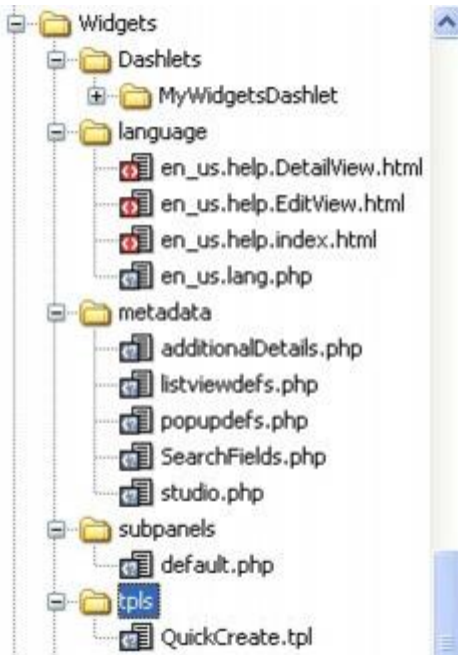 Widgets
Dashlets
MyWidgetsDashlet
language
en_us.help.DetailView.html
en_us.help.EditView.html
en_us.help.index.html
en_us.lang.php
metadata
additionalDetails.php
listviewdefs.php
popupdefs.php
SearchFields.php
studio.php
subpanels
default.php
tpls
QuickCreate.tpl